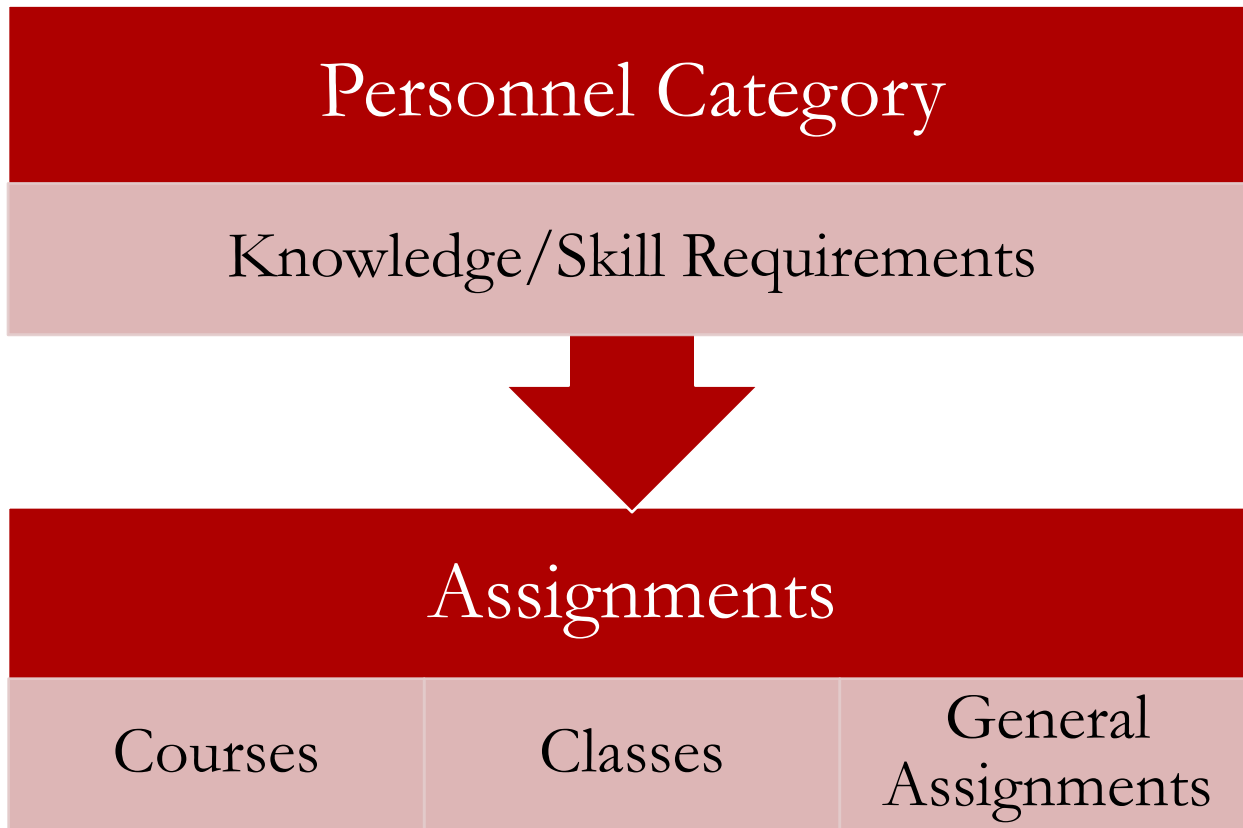 Personnel Category
Knowledge/Skill Requirements
Assignments
Courses
Classes
General
Assignments